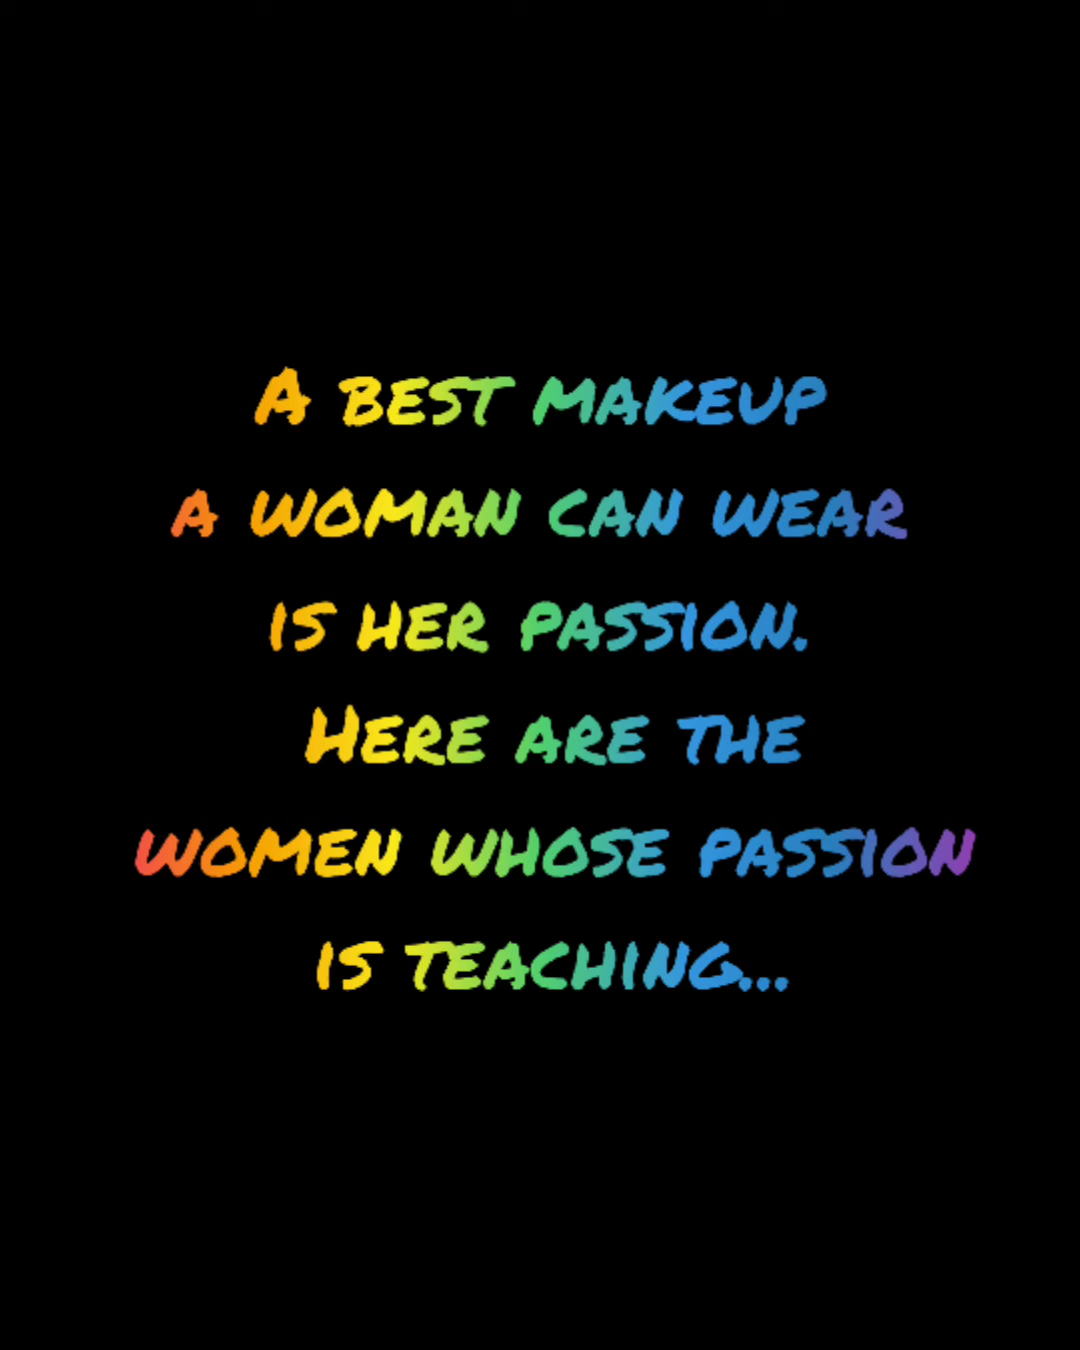 A best makeup
a woman can wear
is her passion.
Here are the
women whose passion
is teaching...